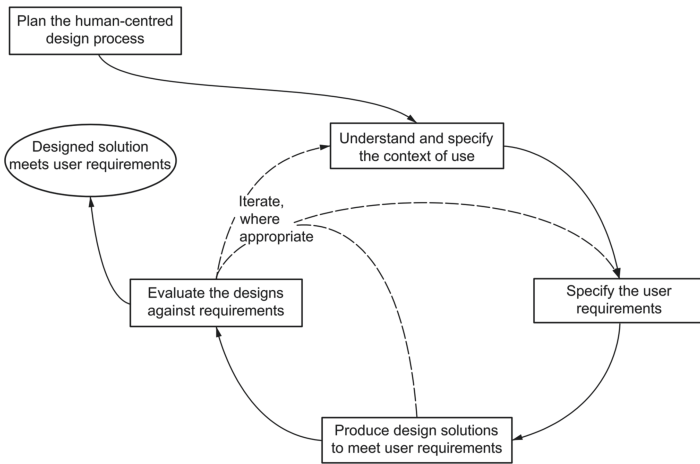 Plan the human-centred
design process
Understand and specify
the context of use
Designed solution
meets user requirements
Iterate,
where
appropriate
Evaluate the designs
against requirements
Specify the user
requirements
Produce design solutions
to meet user requirements